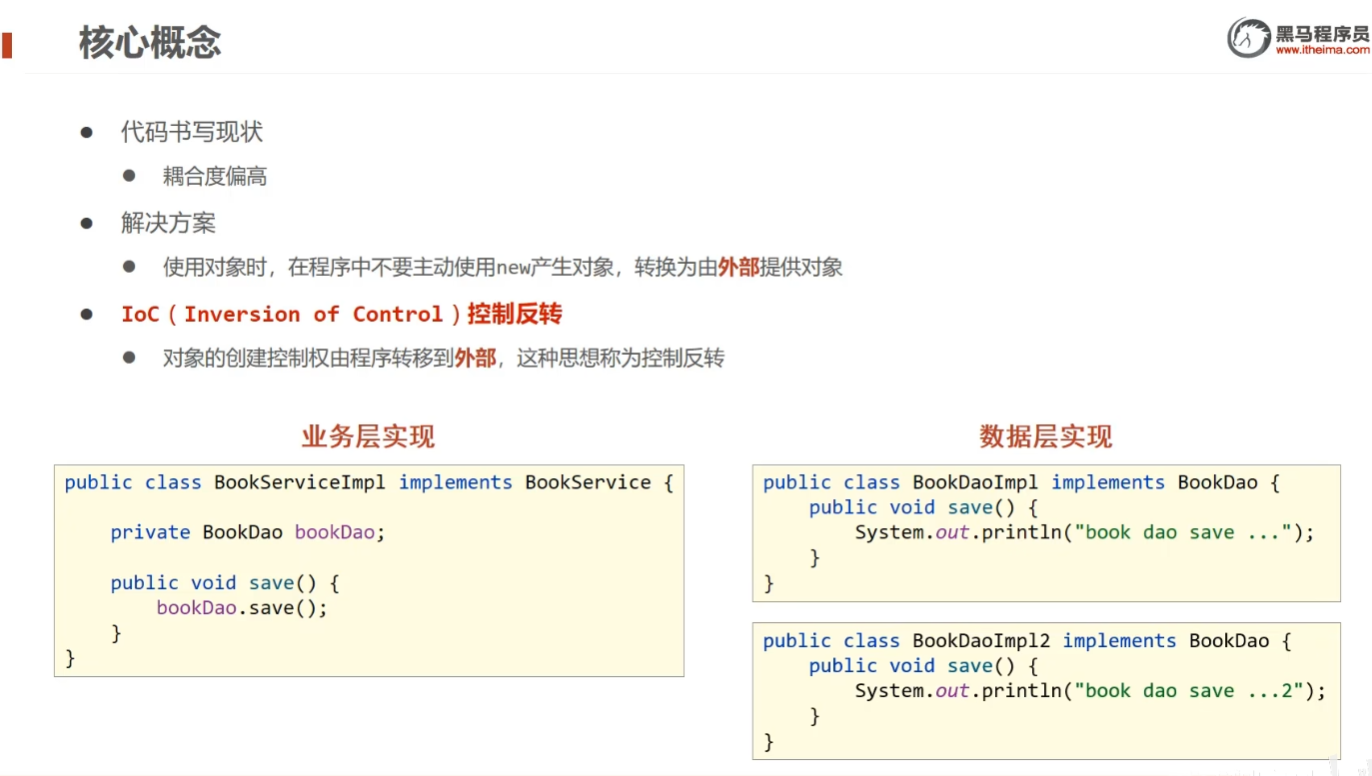 核心概念
黑马程序员
www.itheima.com
代码书写现状
耦合度偏高
解决方案
使用对象时，在程序中不要主动使用new产生对象，转换为由外部提供对象
IoC（Inversion of Control）控制反转
对象的创建控制权由程序转移到外部，这种思想称为控制反转
业务层实现
public class BookServiceImpl implements BookService {
private BookDao bookDao;
public void save() {
bookDao.save();
}
}
数据层实现
public class BookDaoImpl implements BookDao {
public void save() {
System.out.println("book dao save ...");
}
}
public class BookDaoImpl2 implements BookDao {
public void save() {
System.out.println("book dao save ...2");
}
}